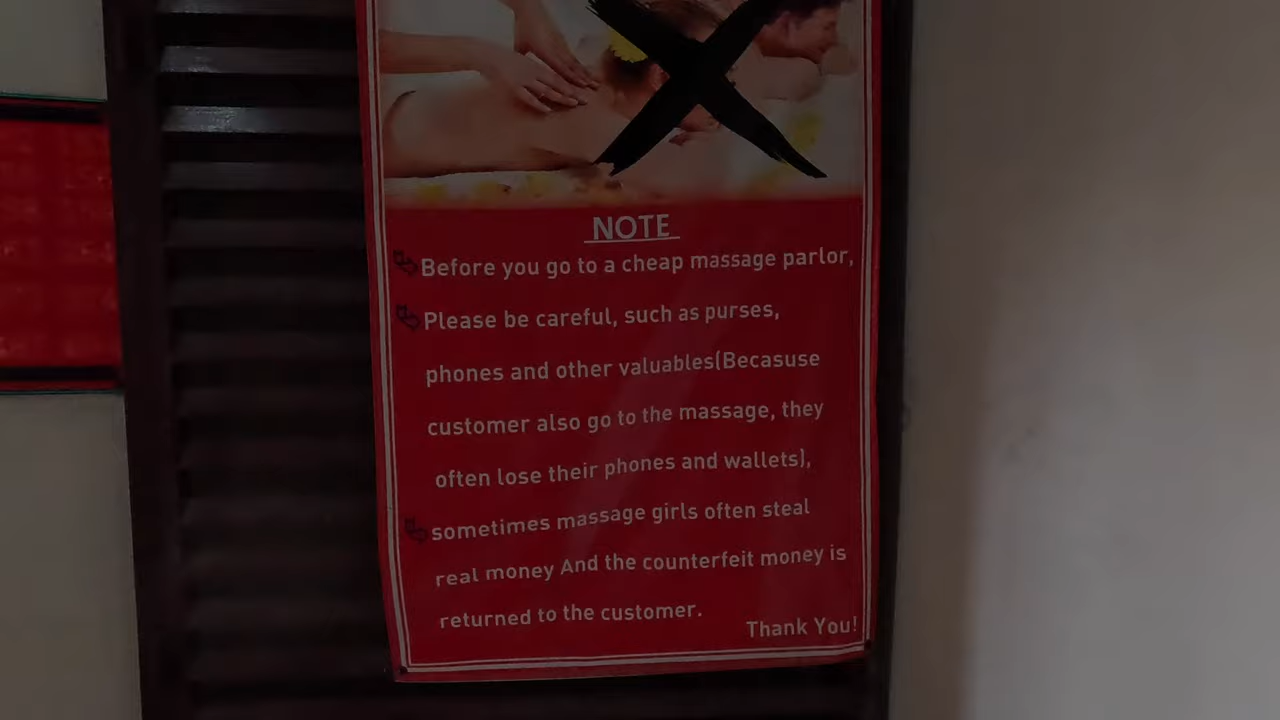 NOTE
Before you go to a cheap massage parlor,
Please be careful, such as purses,
phones and other valuables(Becasuse
customer also go to the massage, they
often lose their phones and wallets),
sometimes massage girls often steal
real money And the counterfeit money is
returned to the customer.
Thank You!